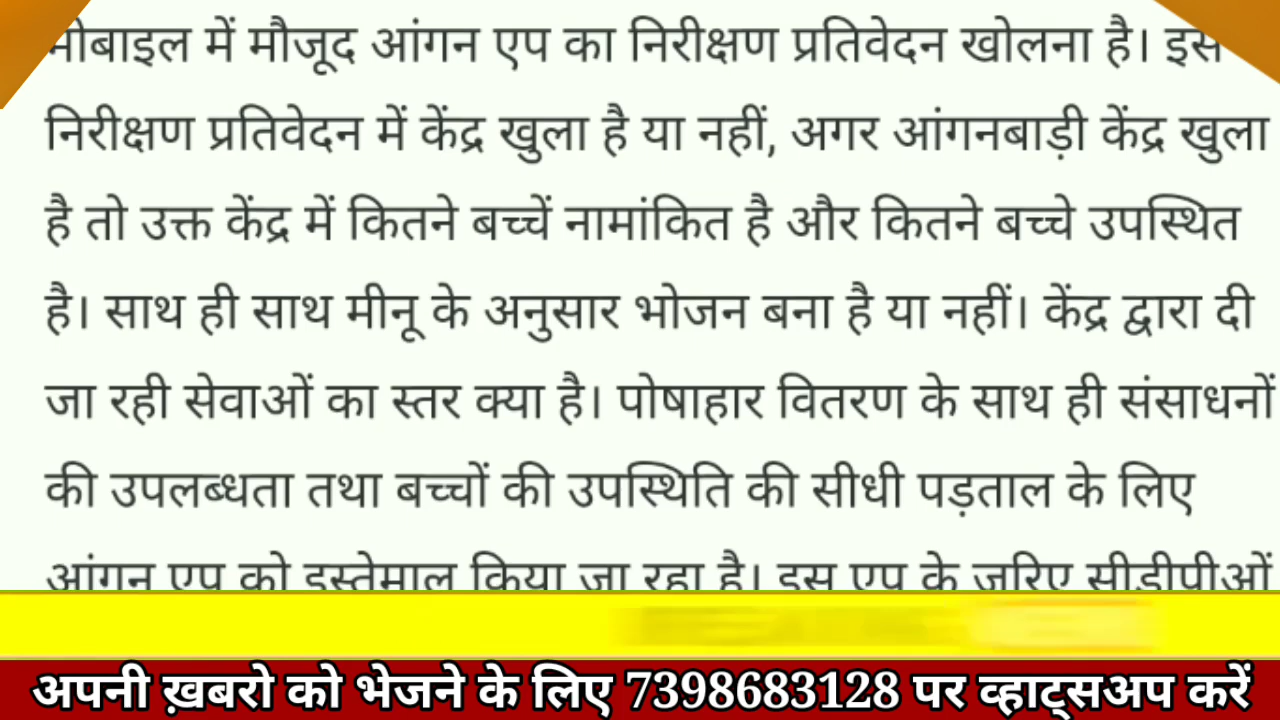 मोबाइल में मौजूद आंगन एप का निरीक्षण प्रतिवेदन खोलना है। इस
निरीक्षण प्रतिवेदन में केंद्र खुला है या नहीं, अगर आंगनबाड़ी केंद्र खुला
है तो उक्त केंद्र में कितने बच्चें नामांकित है और कितने बच्चे उपस्थित
है। साथ ही साथ मीनू के अनुसार भोजन बना है या नहीं। केंद्र द्वारा दी
जा रही सेवाओं का स्तर क्या है। पोषाहार वितरण के साथ ही संसाधनों
की उपलब्धता तथा बच्चों की उपस्थिति की सीधी पड़ताल के लिए
आंगन एप को इस्तेमाल किया जा रहा है। इस एप के जरिए सीडीपीओं
अपनी ख़बरो को भेजने के लिए 7398683128 पर व्हाट्सअप करें